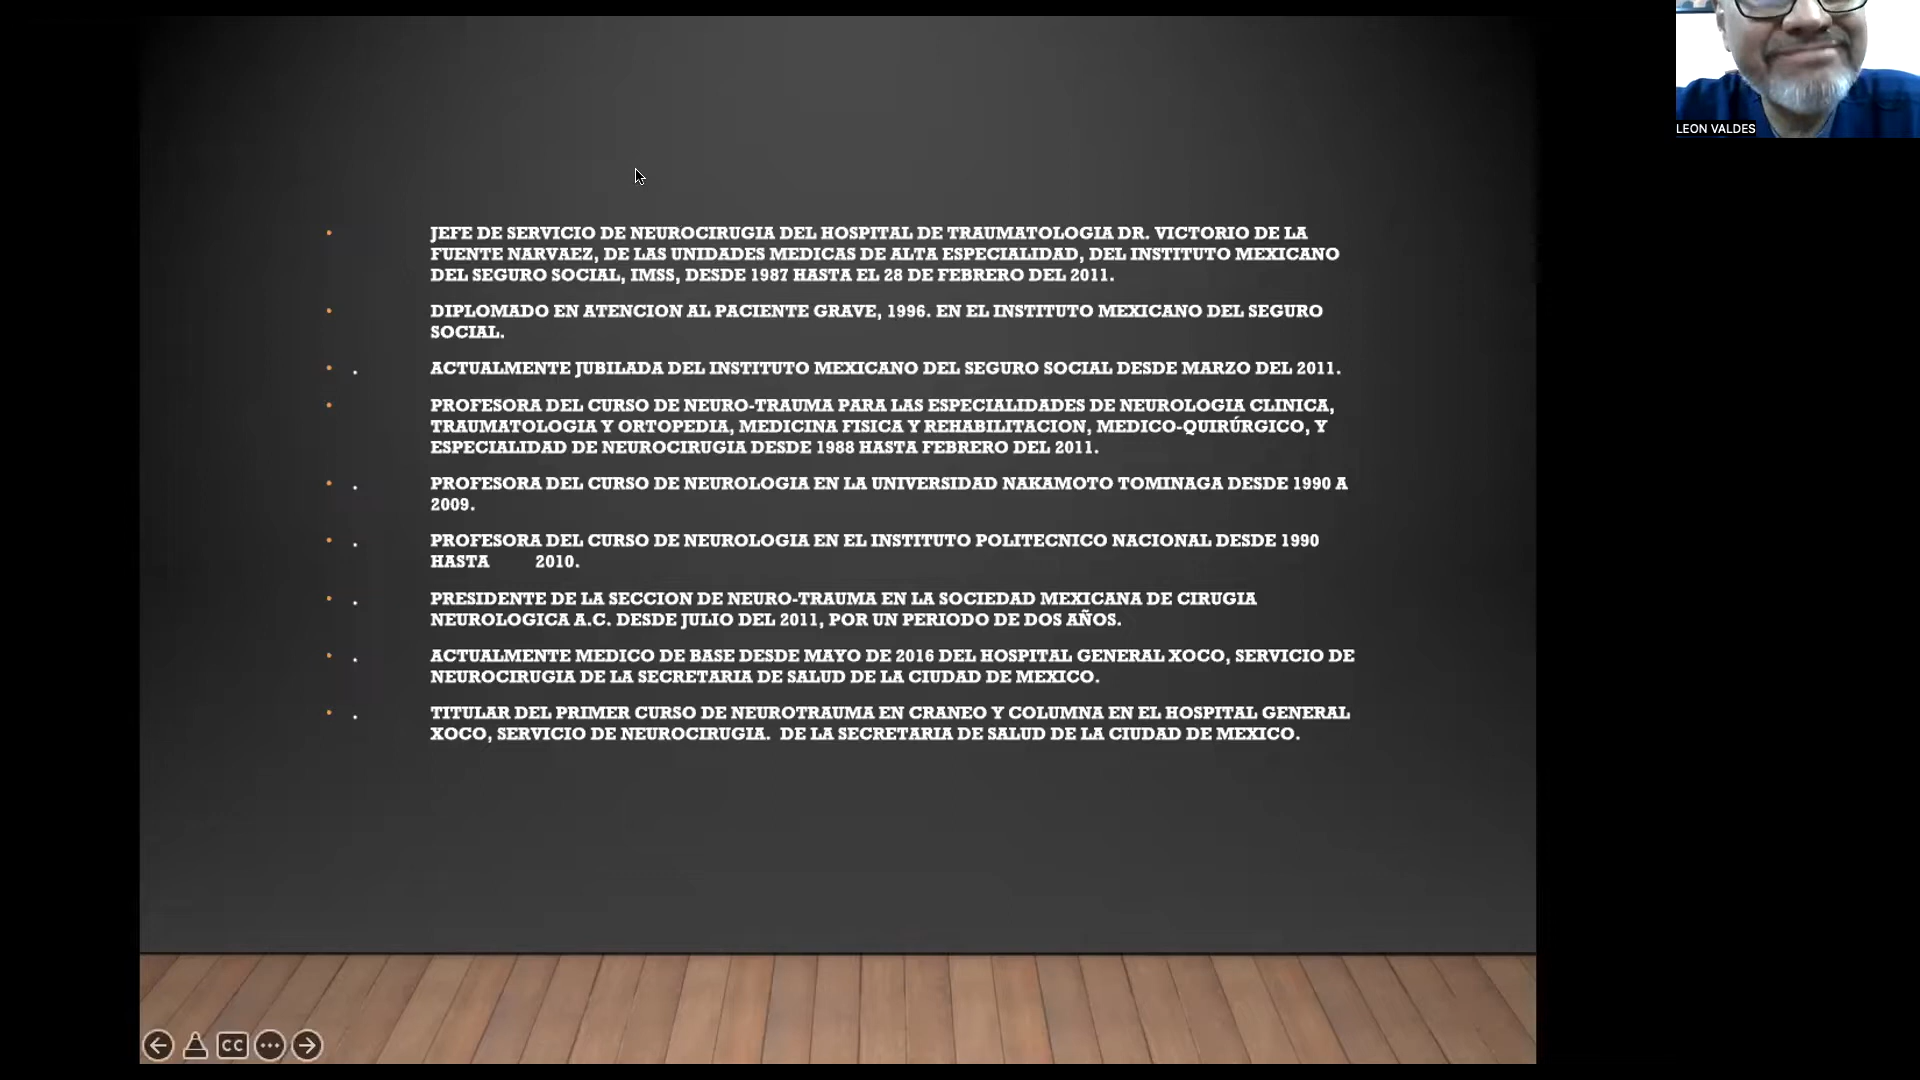 LEON VALDES
• JEFE DE SERVICIO DE NEUROCIRUGIA DEL HOSPITAL DE TRAUMATOLOGIA DR. VICTORIO DE LA
FUENTE NARVAEZ, DE LAS UNIDADES MEDICAS DE ALTA ESPECIALIDAD, DEL INSTITUTO MEXICANO
DEL SEGURO SOCIAL, IMSS, DESDE 1987 HASTA EL 28 DE FEBRERO DEL 2011.
• DIPLOMADO EN ATENCION AL PACIENTE GRAVE, 1996. EN EL INSTITUTO MEXICANO DEL SEGURO
SOCIAL.
• . ACTUALMENTE JUBILADA DEL INSTITUTO MEXICANO DEL SEGURO SOCIAL DESDE MARZO DEL 2011.
• PROFESORA DEL CURSO DE NEURO-TRAUMA PARA LAS ESPECIALIDADES DE NEUROLOGIA CLINICA,
TRAUMATOLOGIA Y ORTOPEDIA, MEDICINA FISICA Y REHABILITACION, MEDICO-QUIRÚRGICO, Y
ESPECIALIDAD DE NEUROCIRUGIA DESDE 1988 HASTA FEBRERO DEL 2011.
• . PROFESORA DEL CURSO DE NEUROLOGIA EN LA UNIVERSIDAD NAKAMOTO TOMINAGA DESDE 1990 A
2009.
• . PROFESORA DEL CURSO DE NEUROLOGIA EN EL INSTITUTO POLITECNICO NACIONAL DESDE 1990
HASTA 2010.
• . PRESIDENTE DE LA SECCION DE NEURO-TRAUMA EN LA SOCIEDAD MEXICANA DE CIRUGIA
NEUROLOGICA A.C. DESDE JULIO DEL 2011, POR UN PERIODO DE DOS AÑOS.
• . ACTUALMENTE MEDICO DE BASE DESDE MAYO DE 2016 DEL HOSPITAL GENERAL XOCO, SERVICIO DE
NEUROCIRUGIA DE LA SECRETARIA DE SALUD DE LA CIUDAD DE MEXICO.
• . TITULAR DEL PRIMER CURSO DE NEUROTRAUMA EN CRANEO Y COLUMNA EN EL HOSPITAL GENERAL
XOCO, SERVICIO DE NEUROCIRUGIA. DE LA SECRETARIA DE SALUD DE LA CIUDAD DE MEXICO.
CC